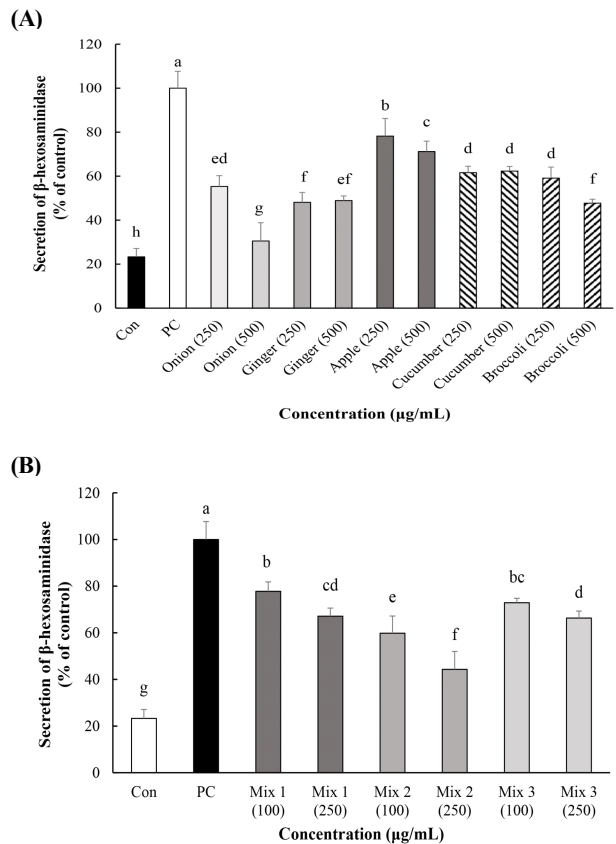 (A)
Secretion of β-hexosaminidase
(% of control)
120
100
80
60
40
20
0
h
a
ed
g
f
ef
b
c
d
d
d
f
Con
PC
Onion (250)
Onion (500)
Ginger (250)
Ginger (500)
Apple (250)
Apple (500)
Cucumber (250)
Cucumber (500)
Broccoli (250)
Broccoli (500)
Concentration (µg/mL)
(B)
Secretion of β-hexosaminidase
(% of control)
120
100
80
60
40
20
0
g
a
b
cd
e
f
bc
d
Con
PC
Mix 1
(100)
Mix 1
(250)
Mix 2
(100)
Mix 2
(250)
Mix 3
(100)
Mix 3
(250)
Concentration (µg/mL)